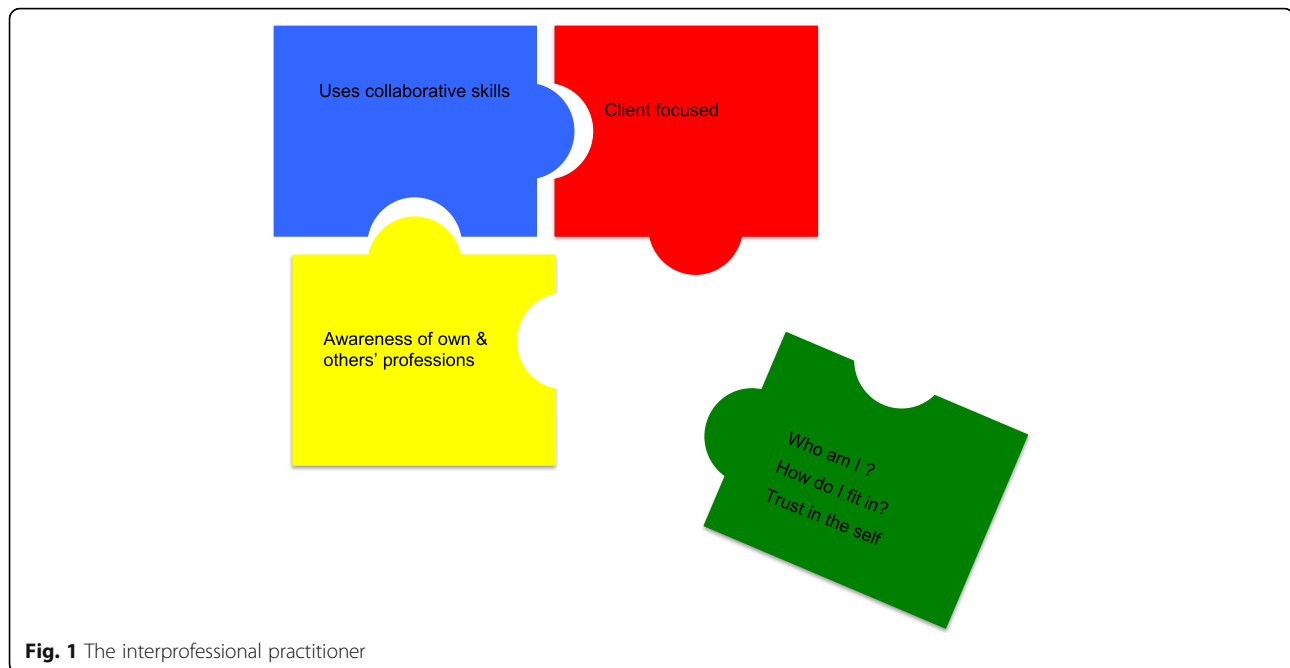 Uses collaborative skills
Client focused
Awareness of own &
others’ professions
Who am I ?
How do I fit in?
Trust in the self
Fig. 1 The interprofessional practitioner